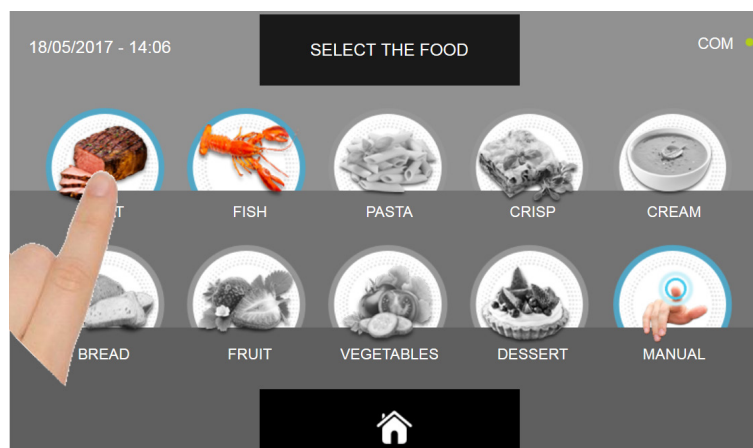 18/05/2017 - 14:06
SELECT THE FOOD
COM
FISH
PASTA
CRISP
CREAM
BREAD
FRUIT
VEGETABLES
DESSERT
MANUAL